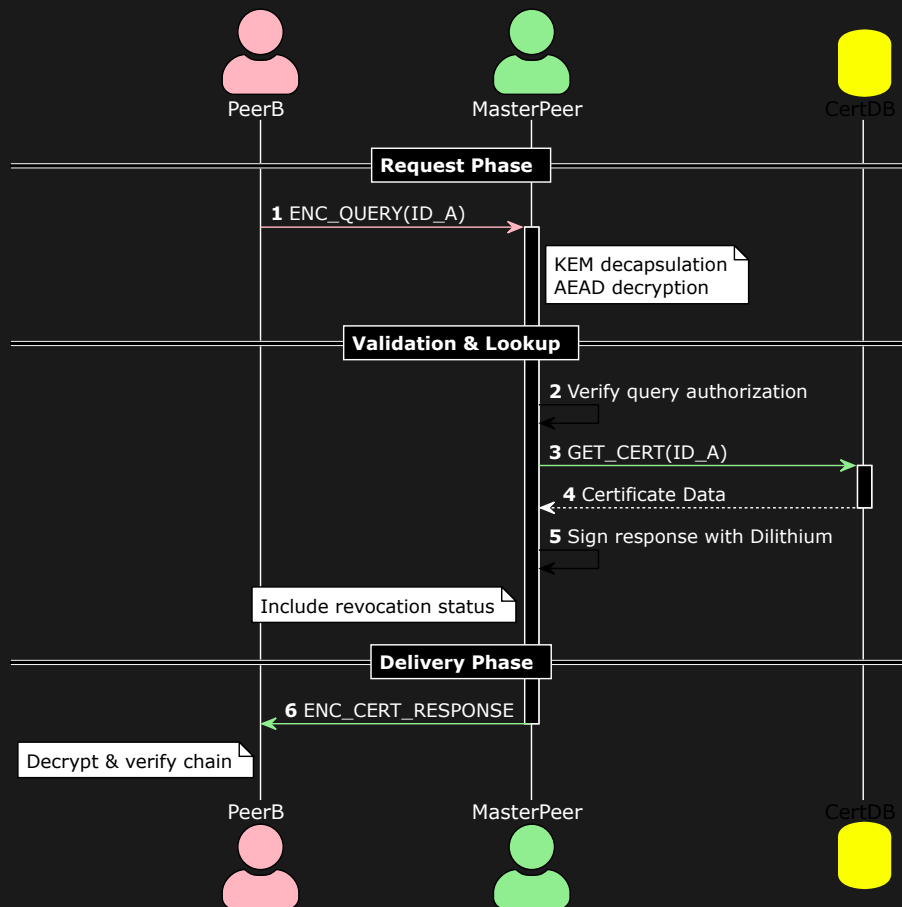 PeerB
MasterPeer
CertDB
Request Phase
1 ENC_QUERY(ID_A)
KEM decapsulation
AEAD decryption
Validation & Lookup
2 Verify query authorization
3 GET_CERT(ID_A)
4 Certificate Data
5 Sign response with Dilithium
Include revocation status
Delivery Phase
6 ENC_CERT_RESPONSE
Decrypt & verify chain
PeerB
MasterPeer
CertDB